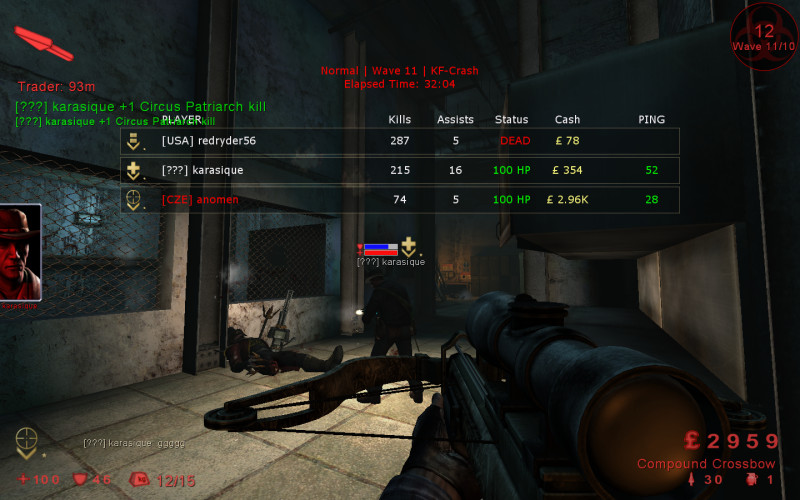 12
Wave 11/10
Normal | Wave 11 | KF-Crash
Elapsed Time: 32:04
Trader: 93m
[???] karasique +1 Circus Patriarch kill
[???] karasique +1 Circus Patriarch kill
PLAYER Kills Assists Status Cash PING
[USA] redryder56 287 5 DEAD £ 78
[???] karasique 215 16 100 HP £ 354 52
[CZE] anomen 74 5 100 HP £ 2.96K 28
[???] karasique
[???] karasique: ggggg
£2959
Compound Crossbow
+100 46 12/15
30 1